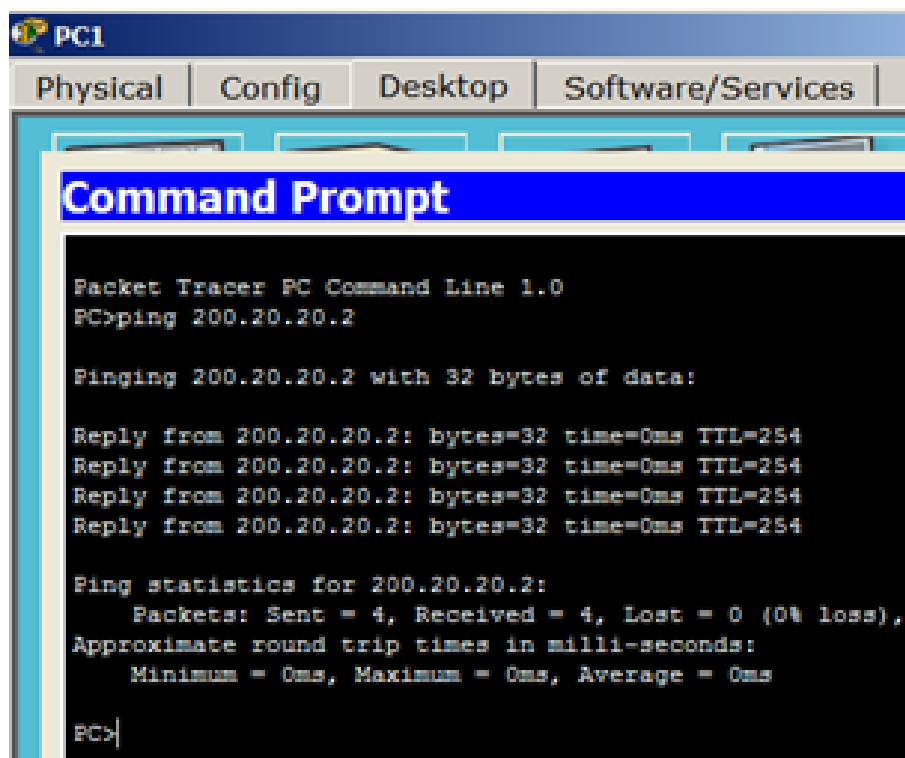 PC1
Physical Config Desktop Software/Services
Command Prompt
Packet Tracer PC Command Line 1.0
PC>ping 200.20.20.2
Pinging 200.20.20.2 with 32 bytes of data:
Reply from 200.20.20.2: bytes=32 time=0ms TTL=254
Reply from 200.20.20.2: bytes=32 time=0ms TTL=254
Reply from 200.20.20.2: bytes=32 time=0ms TTL=254
Reply from 200.20.20.2: bytes=32 time=0ms TTL=254
Ping statistics for 200.20.20.2:
Packets: Sent = 4, Received = 4, Lost = 0 (0% loss),
Approximate round trip times in milli-seconds:
Minimum = 0ms, Maximum = 0ms, Average = 0ms
PC>